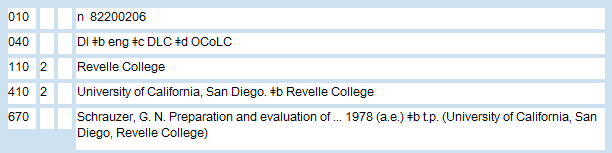 010 n 82200206
040 DI ǂb eng ǂc DLC ǂd OCoLC
110 2 Revelle College
410 2 University of California, San Diego. ǂb Revelle College
670 Schrauzer, G. N. Preparation and evaluation of ... 1978 (a.e.) ǂb t.p. (University of California, San
Diego, Revelle College)